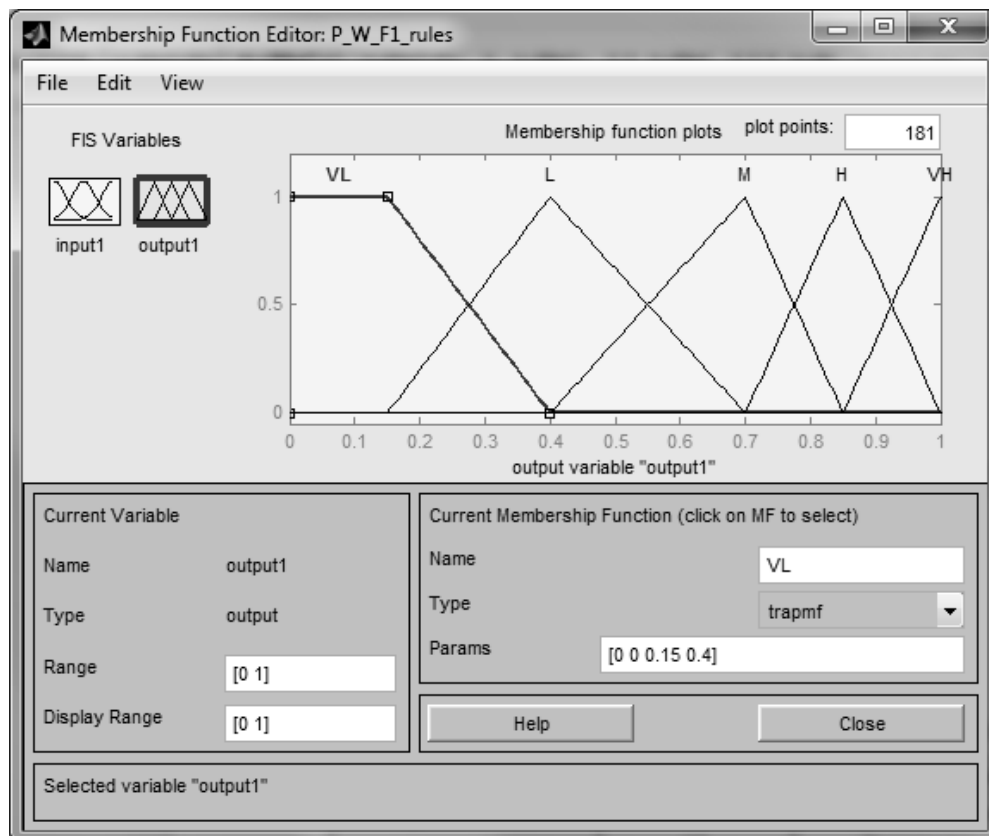 Membership Function Editor: P_W_F1_rules
File Edit View
FIS Variables
Membership function plots plot points: 181
input1 output1
VL L M H VH
1
0.5
0
0 0.1 0.2 0.3 0.4 0.5 0.6 0.7 0.8 0.9 1
output variable "output1"
Current Variable
Name output1
Type output
Range [0 1]
Display Range [0 1]
Current Membership Function (click on MF to select)
Name VL
Type trapmf
Params [0 0 0.15 0.4]
Help Close
Selected variable "output1"